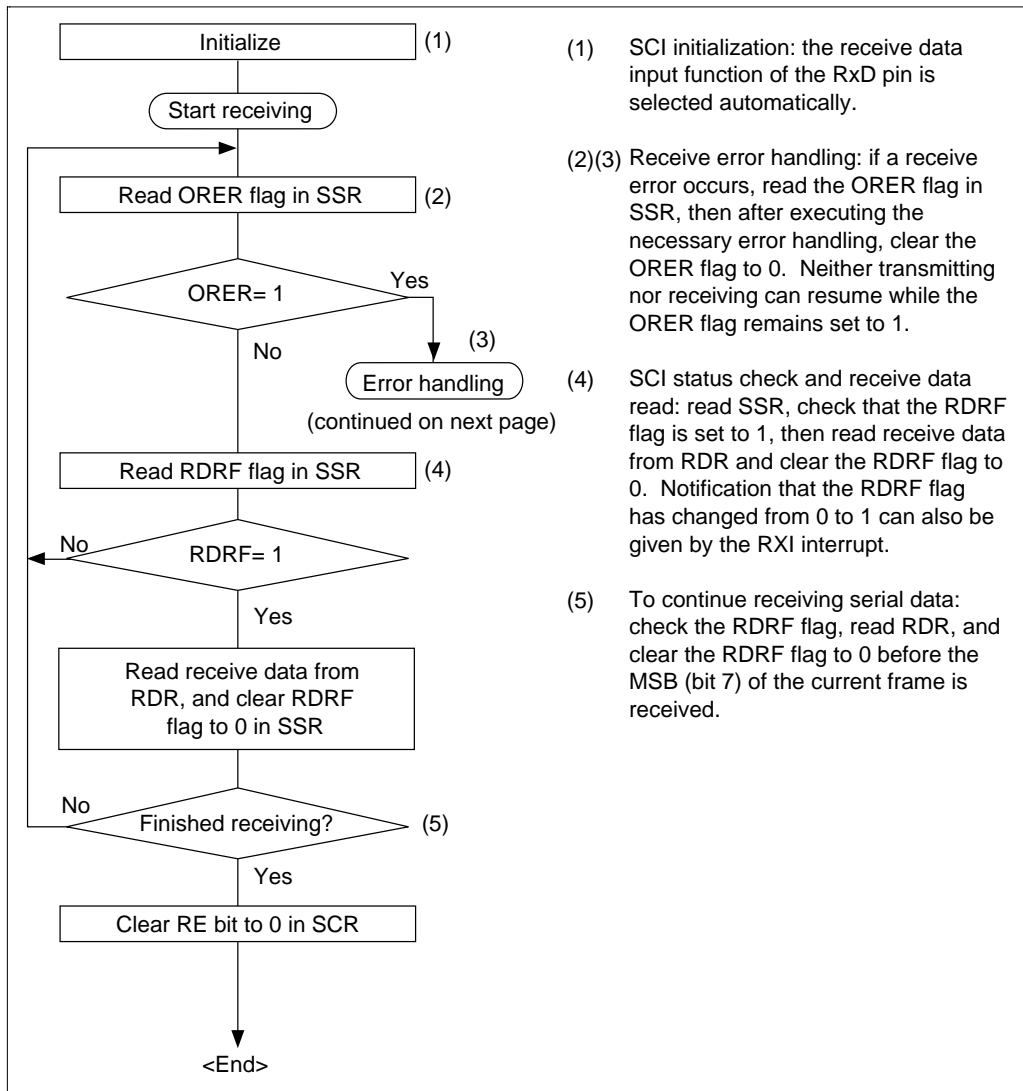 Initialize
(1)
Start receiving
Read ORER flag in SSR
(2)
ORER= 1
Yes
No
(3)
Error handling
(continued on next page)
Read RDRF flag in SSR
(4)
No
RDRF= 1
Yes
Read receive data from
RDR, and clear RDRF
flag to 0 in SSR
No
Finished receiving?
(5)
Yes
Clear RE bit to 0 in SCR
<End>
(1) SCI initialization: the receive data
input function of the RxD pin is
selected automatically.
(2)(3) Receive error handling: if a receive
error occurs, read the ORER flag in
SSR, then after executing the
necessary error handling, clear the
ORER flag to 0.  Neither transmitting
nor receiving can resume while the
ORER flag remains set to 1.
(4) SCI status check and receive data
read: read SSR, check that the RDRF
flag is set to 1, then read receive data
from RDR and clear the RDRF flag to
0.  Notification that the RDRF flag
has changed from 0 to 1 can also be
given by the RXI interrupt.
(5) To continue receiving serial data:
check the RDRF flag, read RDR, and
clear the RDRF flag to 0 before the
MSB (bit 7) of the current frame is
received.